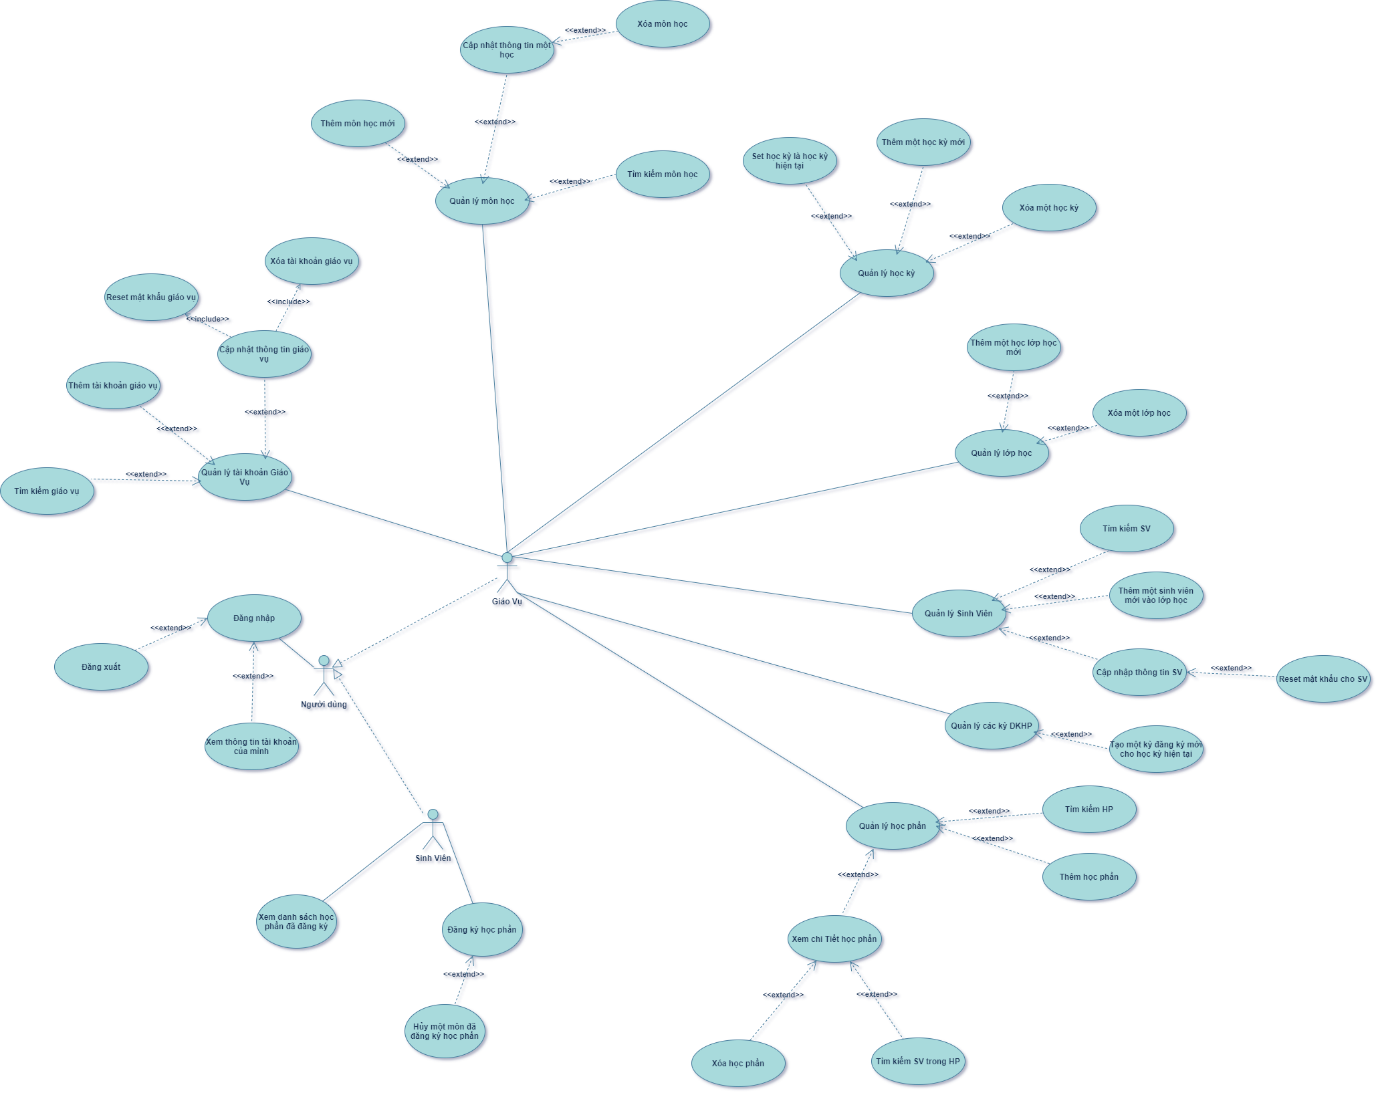 Xóa môn học
<<extend>>
Cập nhật thông tin môt
học
<<extend>>
Thêm môn học mới
<<extend>>
Tìm kiếm môn học
<<extend>>
Quản lý môn học
Thêm một học kỳ mới
Set học kỳ là học kỳ
hiện tại
Xóa một học kỳ
<<extend>>
<<extend>>
<<extend>>
Quản lý học kỳ
Xóa tài khoản giáo vụ
Reset mật khẩu giáo vụ
<<include>>
<<include>>
Cập nhật thông tin giáo
vụ
Thêm tài khoản giáo vụ
<<extend>>
<<extend>>
<<extend>>
Quản lý tài khoản Giáo
Vụ
Tìm kiếm giáo vụ
Thêm một học lớp học
mới
<<extend>>
Xóa một lớp học
<<extend>>
Quản lý lớp học
Tìm kiếm SV
<<extend>>
Thêm một sinh viên
mới vào lớp học
<<extend>>
Quản lý Sinh Viên
<<extend>>
Cập nhập thông tin SV
<<extend>>
Reset mật khẩu cho SV
Giáo Vụ
Đăng nhập
<<extend>>
Đăng xuất
<<extend>>
Người dùng
Xem thông tin tài khoản
của mình
Quản lý các kỳ DKHP
<<extend>>
Tạo một kỳ đăng ký mới
cho học kỳ hiện tại
Quản lý học phần
<<extend>>
Tìm kiếm HP
<<extend>>
Thêm học phần
<<extend>>
Xem chi Tiết học phần
<<extend>>
<<extend>>
Xóa học phần
Tìm kiếm SV trong HP
Sinh Viên
Xem danh sách học
phần đã đăng ký
Đăng ký học phần
<<extend>>
Hủy một môn đã
đăng ký học phần